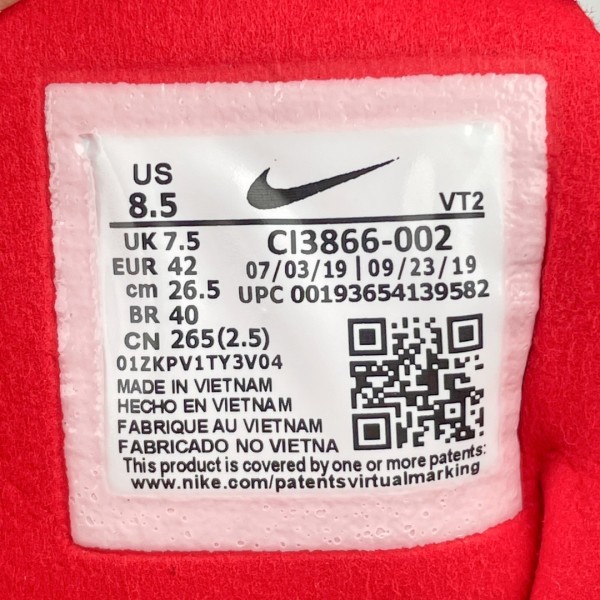 US
8.5
VT2
UK 7.5
CI3866-002
EUR 42
07/03/19 | 09/23/19
cm 26.5
UPC 00193654139582
BR 40
CN 265(2.5)
01ZKPV1TY3V04
MADE IN VIETNAM
HECHO EN VIETNAM
FABRIQUE AU VIETNAM
FABRICADO NO VIETNA
This product is covered by one or more patents:
www.nike.com/patentsvirtualmarking